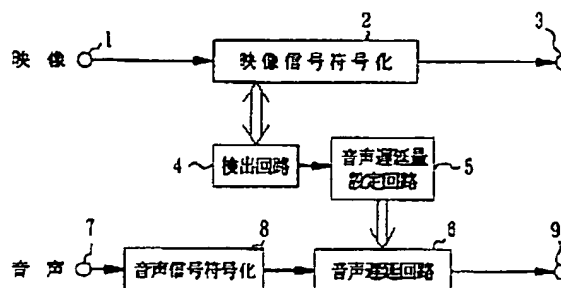 2
3
1
映像
映像信号符号化
4
検出回路
音声遅延量
設定回路
5
7
8
6
9
音声
音声信号符号化
音声遅延回路